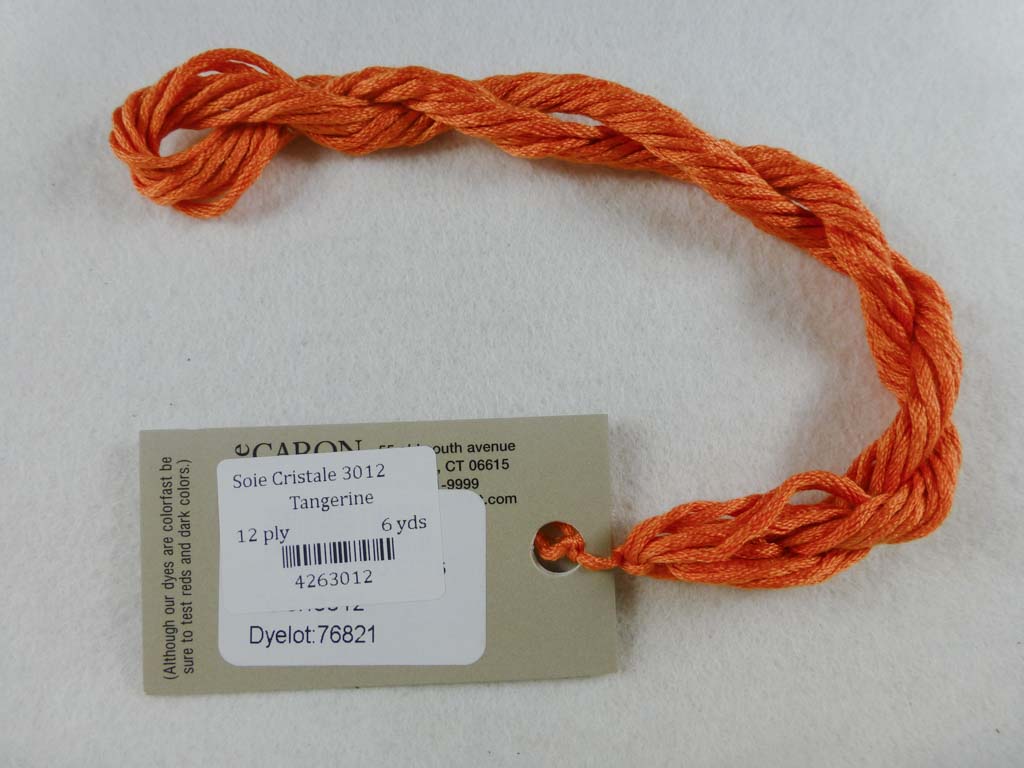 (Although our dyes are colorfast be
sure to test reds and dark colors.)
CARON
outh avenue
, CT 06615
-9999
.com
Soie Cristale 3012
Tangerine
12 ply 6 yds
4263012
Dyelot:76821